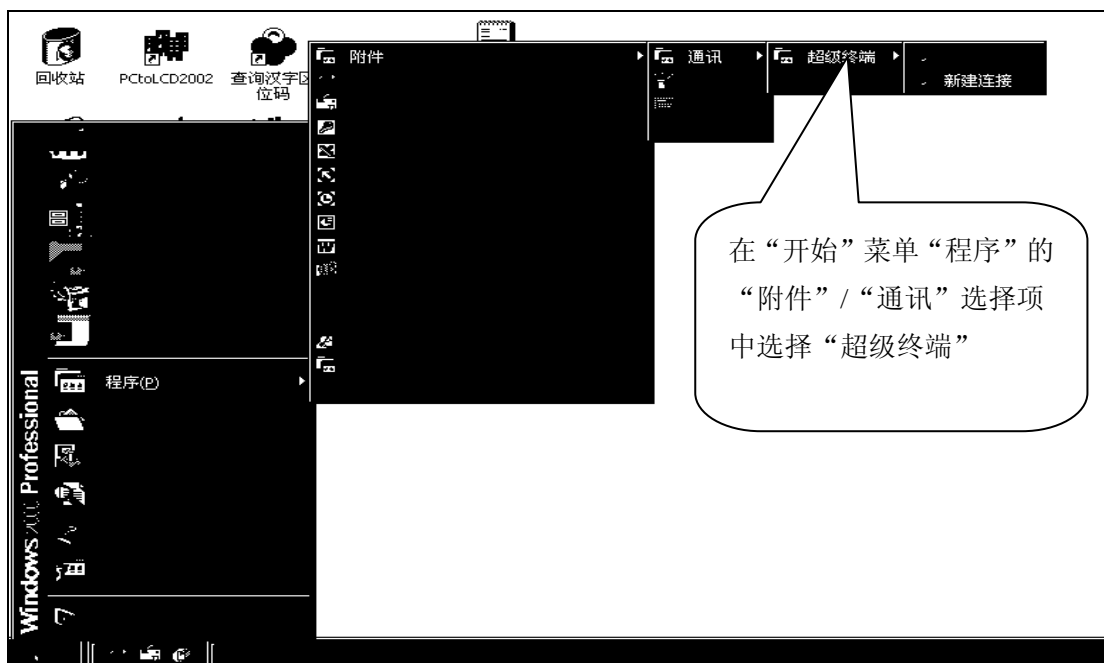 回收站
PCtoLCD2002
查询汉字区
位码
附件
通讯
超级终端
新建连接
在“开始”菜单“程序”的
“附件”/“通讯”选择项
中选择“超级终端”
程序(P)
Windows 2000 Professional